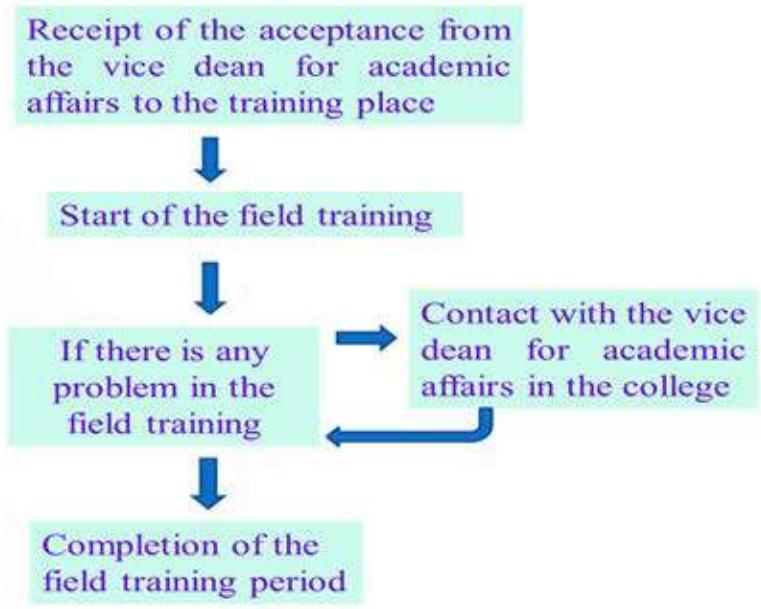 Receipt of the acceptance from
the vice dean for academic
affairs to the training place
Start of the field training
If there is any
problem in the
field training
Contact with the vice
dean for academic
affairs in the college
Completion of the
field training period